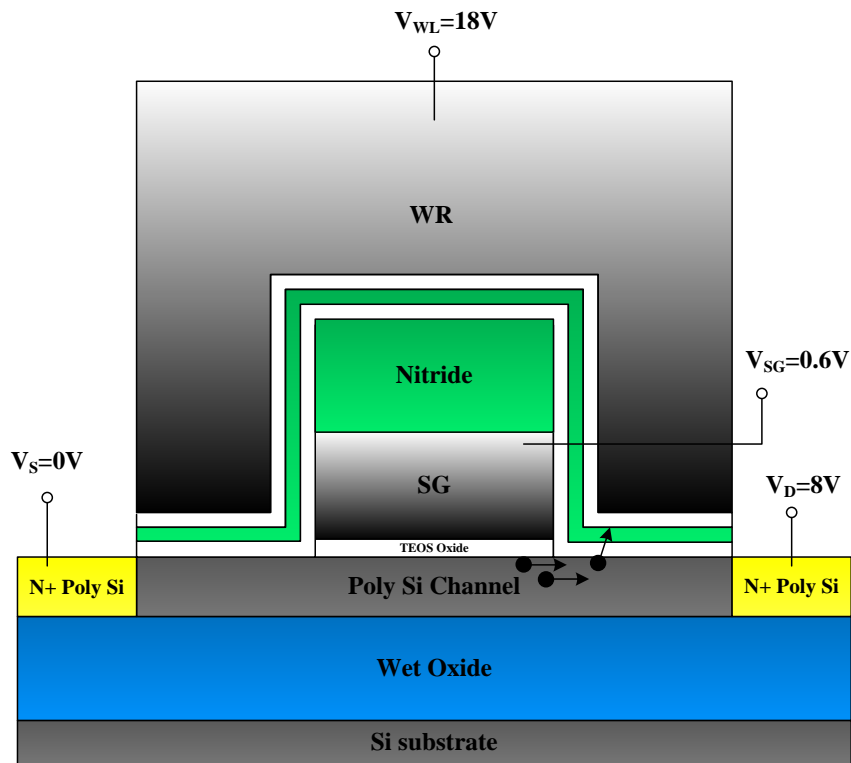 V_WL=18V
WR
Nitride
V_SG=0.6V
SG
V_S=0V
V_D=8V
TEOS Oxide
N+ Poly Si
Poly Si Channel
N+ Poly Si
Wet Oxide
Si substrate